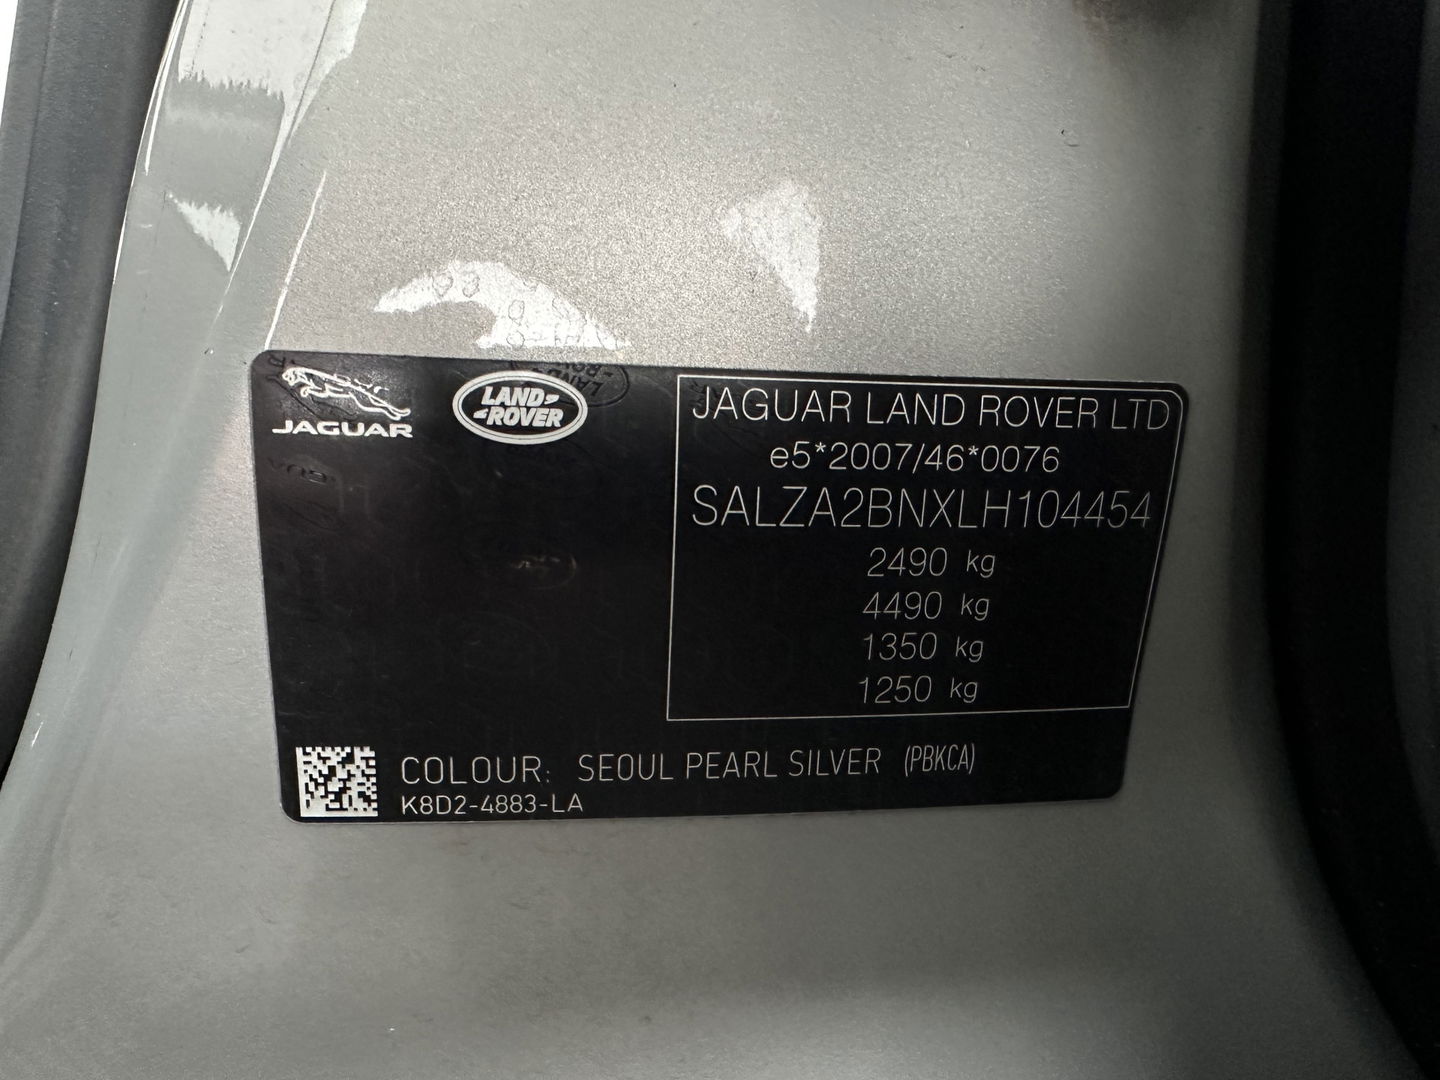 JAGUAR
LAND
ROVER
JAGUAR LAND ROVER LTD
e5*2007/46*0076
SALZA2BNXLH104454
2490 kg
4490 kg
1350 kg
1250 kg
COLOUR: SEOUL PEARL SILVER (PBKCA)
K8D2-4883-LA